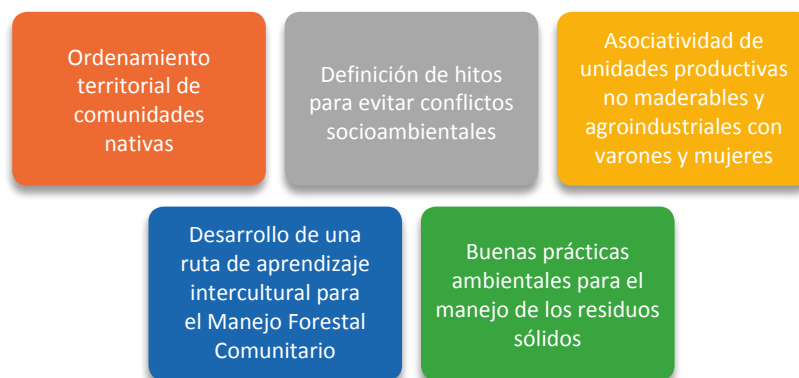 Ordenamiento
territorial de
comunidades
nativas
Definición de hitos
para evitar conflictos
socioambientales
Asociatividad de
unidades productivas
no maderables y
agroindustriales con
varones y mujeres
Desarrollo de una
ruta de aprendizaje
intercultural para
el Manejo Forestal
Comunitario
Buenas prácticas
ambientales para el
manejo de los residuos
sólidos